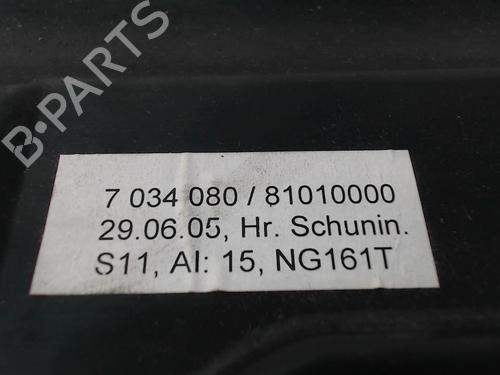 B-PARTS
7 034 080 / 81010000
29.06.05, Hr. Schunin.
S11, AI: 15, NG161T